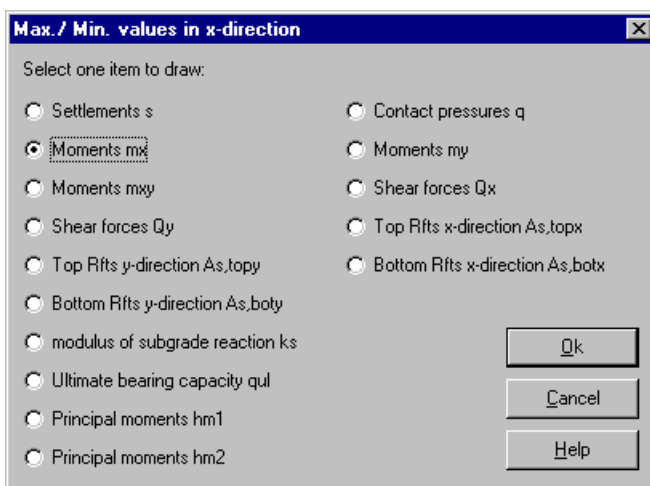 Max./ Min. values in x-direction
Select one item to draw:
Settlements s
Contact pressures q
Moments mx
Moments my
Moments mxy
Shear forces Qx
Shear forces Qy
Top Rfts x-direction As,topx
Top Rfts y-direction As,topy
Bottom Rfts x-direction As,botx
Bottom Rfts y-direction As,boty
modulus of subgrade reaction ks
Ultimate bearing capacity qul
Principal moments hm1
Principal moments hm2
Ok
Cancel
Help